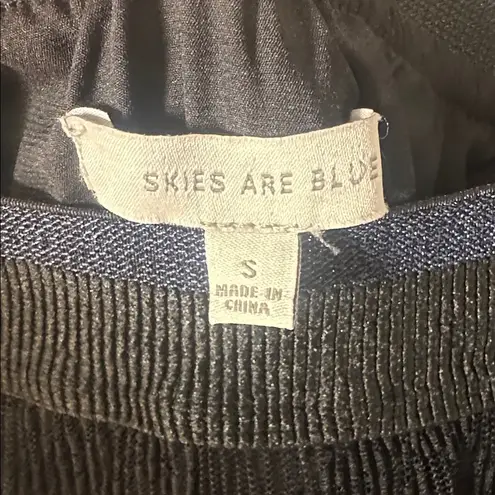 SKIES ARE BLUE
S
MADE IN
CHINA